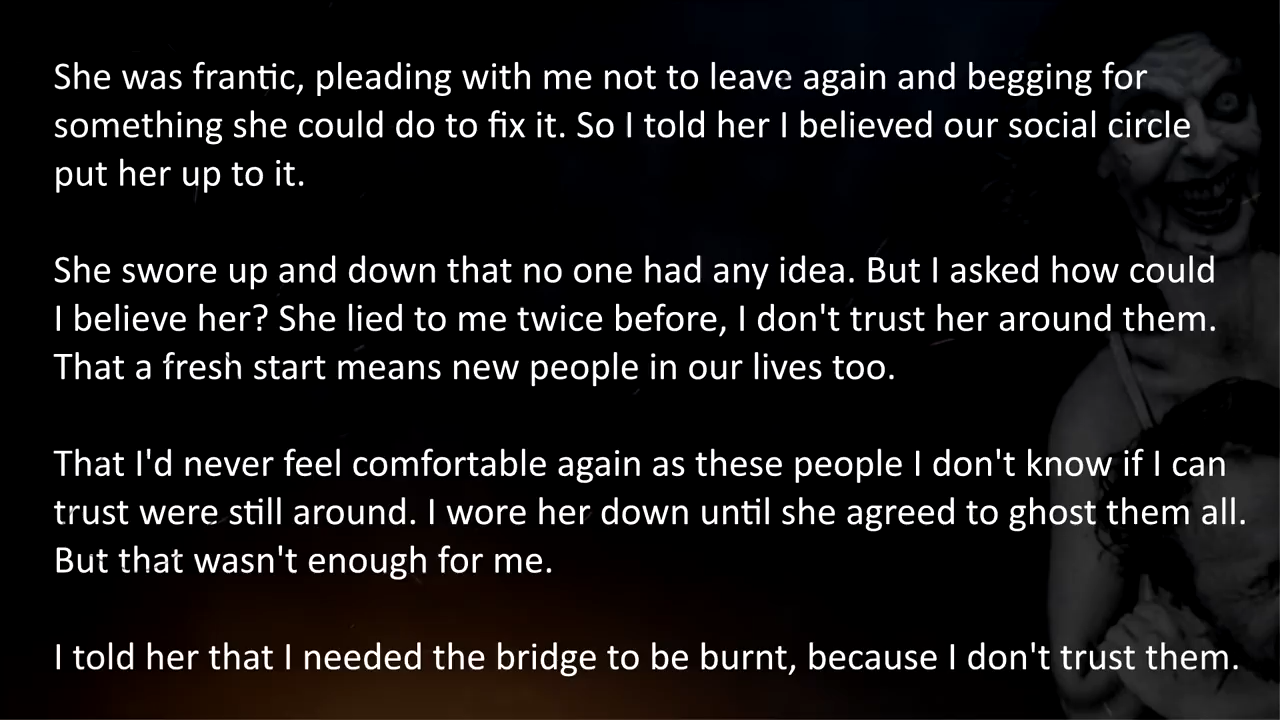 She was frantic, pleading with me not to leave again and begging for
something she could do to fix it. So I told her I believed our social circle
put her up to it.
She swore up and down that no one had any idea. But I asked how could
I believe her? She lied to me twice before, I don't trust her around them.
That a fresh start means new people in our lives too.
That I'd never feel comfortable again as these people I don't know if I can
trust were still around. I wore her down until she agreed to ghost them all.
But that wasn't enough for me.
I told her that I needed the bridge to be burnt, because I don't trust them.